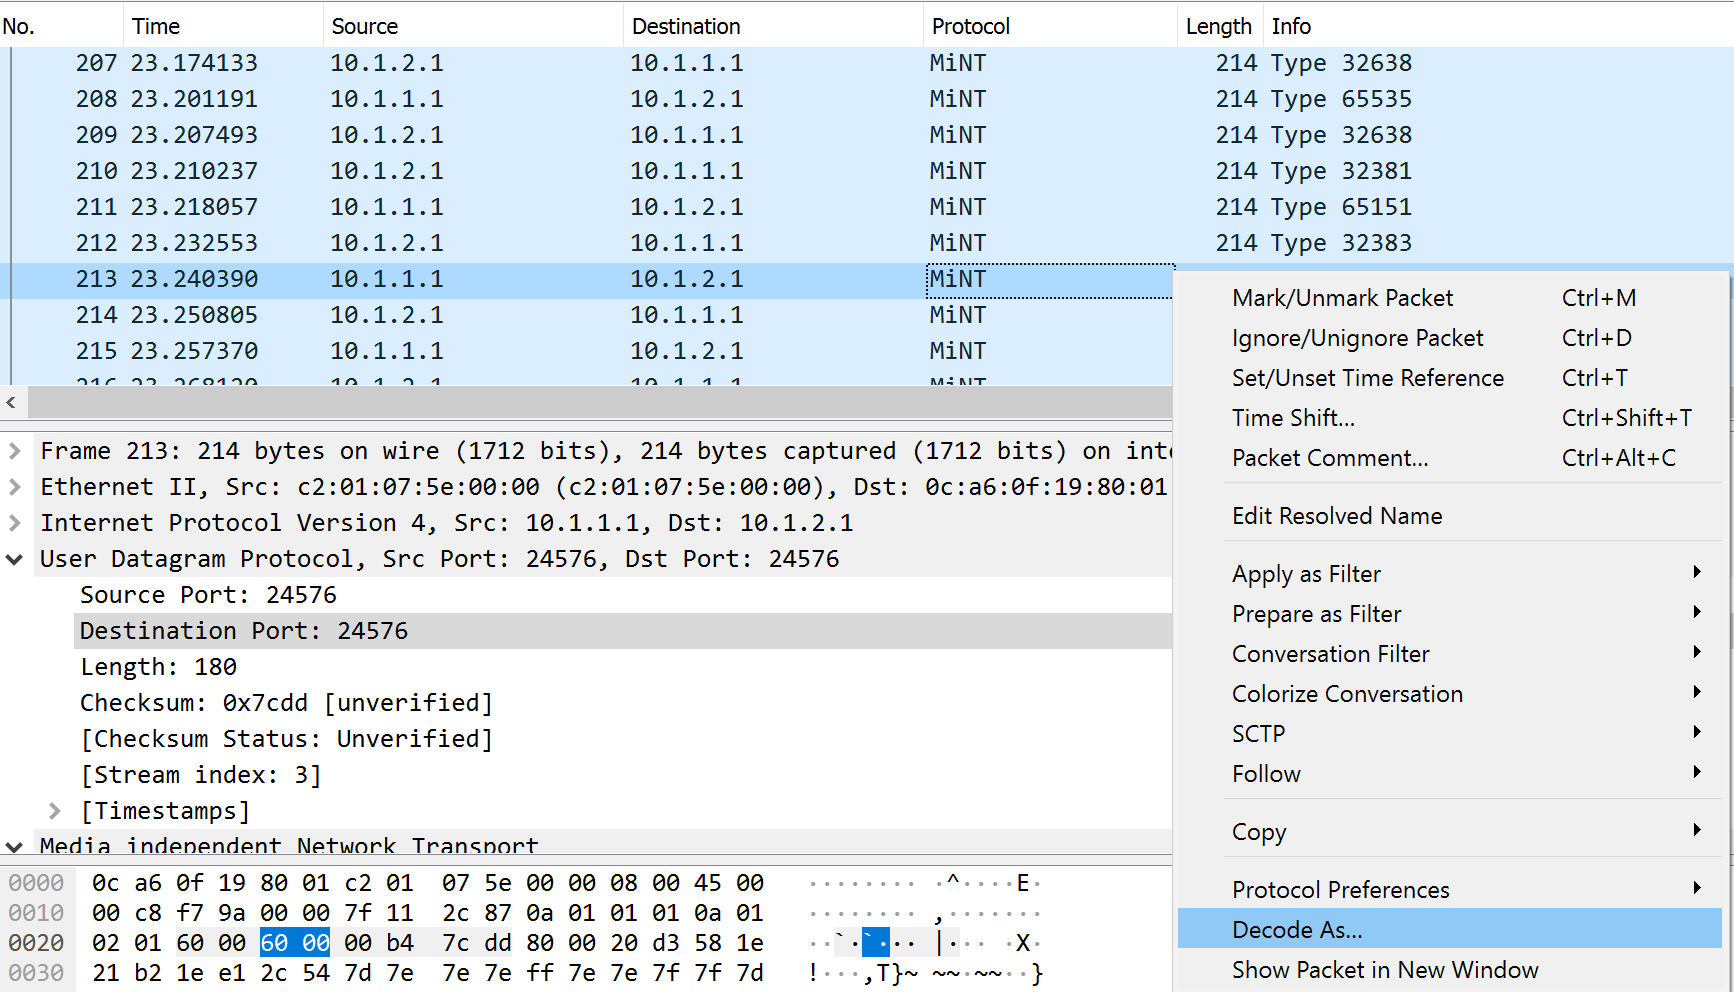 No. Time Source Destination Protocol Length Info
207 23.174133 10.1.2.1 10.1.1.1 MiNT 214 Type 32638
208 23.201191 10.1.1.1 10.1.2.1 MiNT 214 Type 65535
209 23.207493 10.1.2.1 10.1.1.1 MiNT 214 Type 32638
210 23.210237 10.1.2.1 10.1.1.1 MiNT 214 Type 32381
211 23.218057 10.1.1.1 10.1.2.1 MiNT 214 Type 65151
212 23.232553 10.1.2.1 10.1.1.1 MiNT 214 Type 32383
213 23.240390 10.1.1.1 10.1.2.1 MiNT
214 23.250805 10.1.2.1 10.1.1.1 MiNT
215 23.257370 10.1.1.1 10.1.2.1 MiNT
216 23.268120 10.1.2.1 10.1.1.1 MiNT
Frame 213: 214 bytes on wire (1712 bits), 214 bytes captured (1712 bits) on inte
Ethernet II, Src: c2:01:07:5e:00:00 (c2:01:07:5e:00:00), Dst: 0c:a6:0f:19:80:01
Internet Protocol Version 4, Src: 10.1.1.1, Dst: 10.1.2.1
User Datagram Protocol, Src Port: 24576, Dst Port: 24576
Source Port: 24576
Destination Port: 24576
Length: 180
Checksum: 0x7cdd [unverified]
[Checksum Status: Unverified]
[Stream index: 3]
[Timestamps]
Media independent Network Transport
0000 0c a6 0f 19 80 01 c2 01 07 5e 00 00 08 00 45 00 ········ ·^····E·
0010 00 c8 f7 9a 00 00 7f 11 2c 87 0a 01 01 01 0a 01 ········ ,·······
0020 02 01 60 00 60 00 00 b4 7c dd 80 00 20 d3 58 1e ··`·`··· |··· ·X·
0030 21 b2 1e e1 2c 54 7d 7e 7e 7e ff 7e 7e 7f 7f 7d !···,T}~ ~~·~~··}
Mark/Unmark Packet Ctrl+M
Ignore/Unignore Packet Ctrl+D
Set/Unset Time Reference Ctrl+T
Time Shift... Ctrl+Shift+T
Packet Comment... Ctrl+Alt+C
Edit Resolved Name
Apply as Filter
Prepare as Filter
Conversation Filter
Colorize Conversation
SCTP
Follow
Copy
Protocol Preferences
Decode As...
Show Packet in New Window